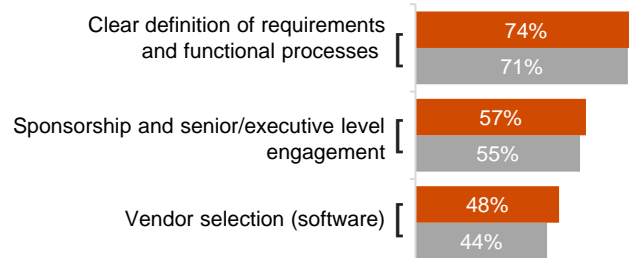 Clear definition of requirements
and functional processes
74%
71%
Sponsorship and senior/executive level
engagement
57%
55%
Vendor selection (software)
48%
44%